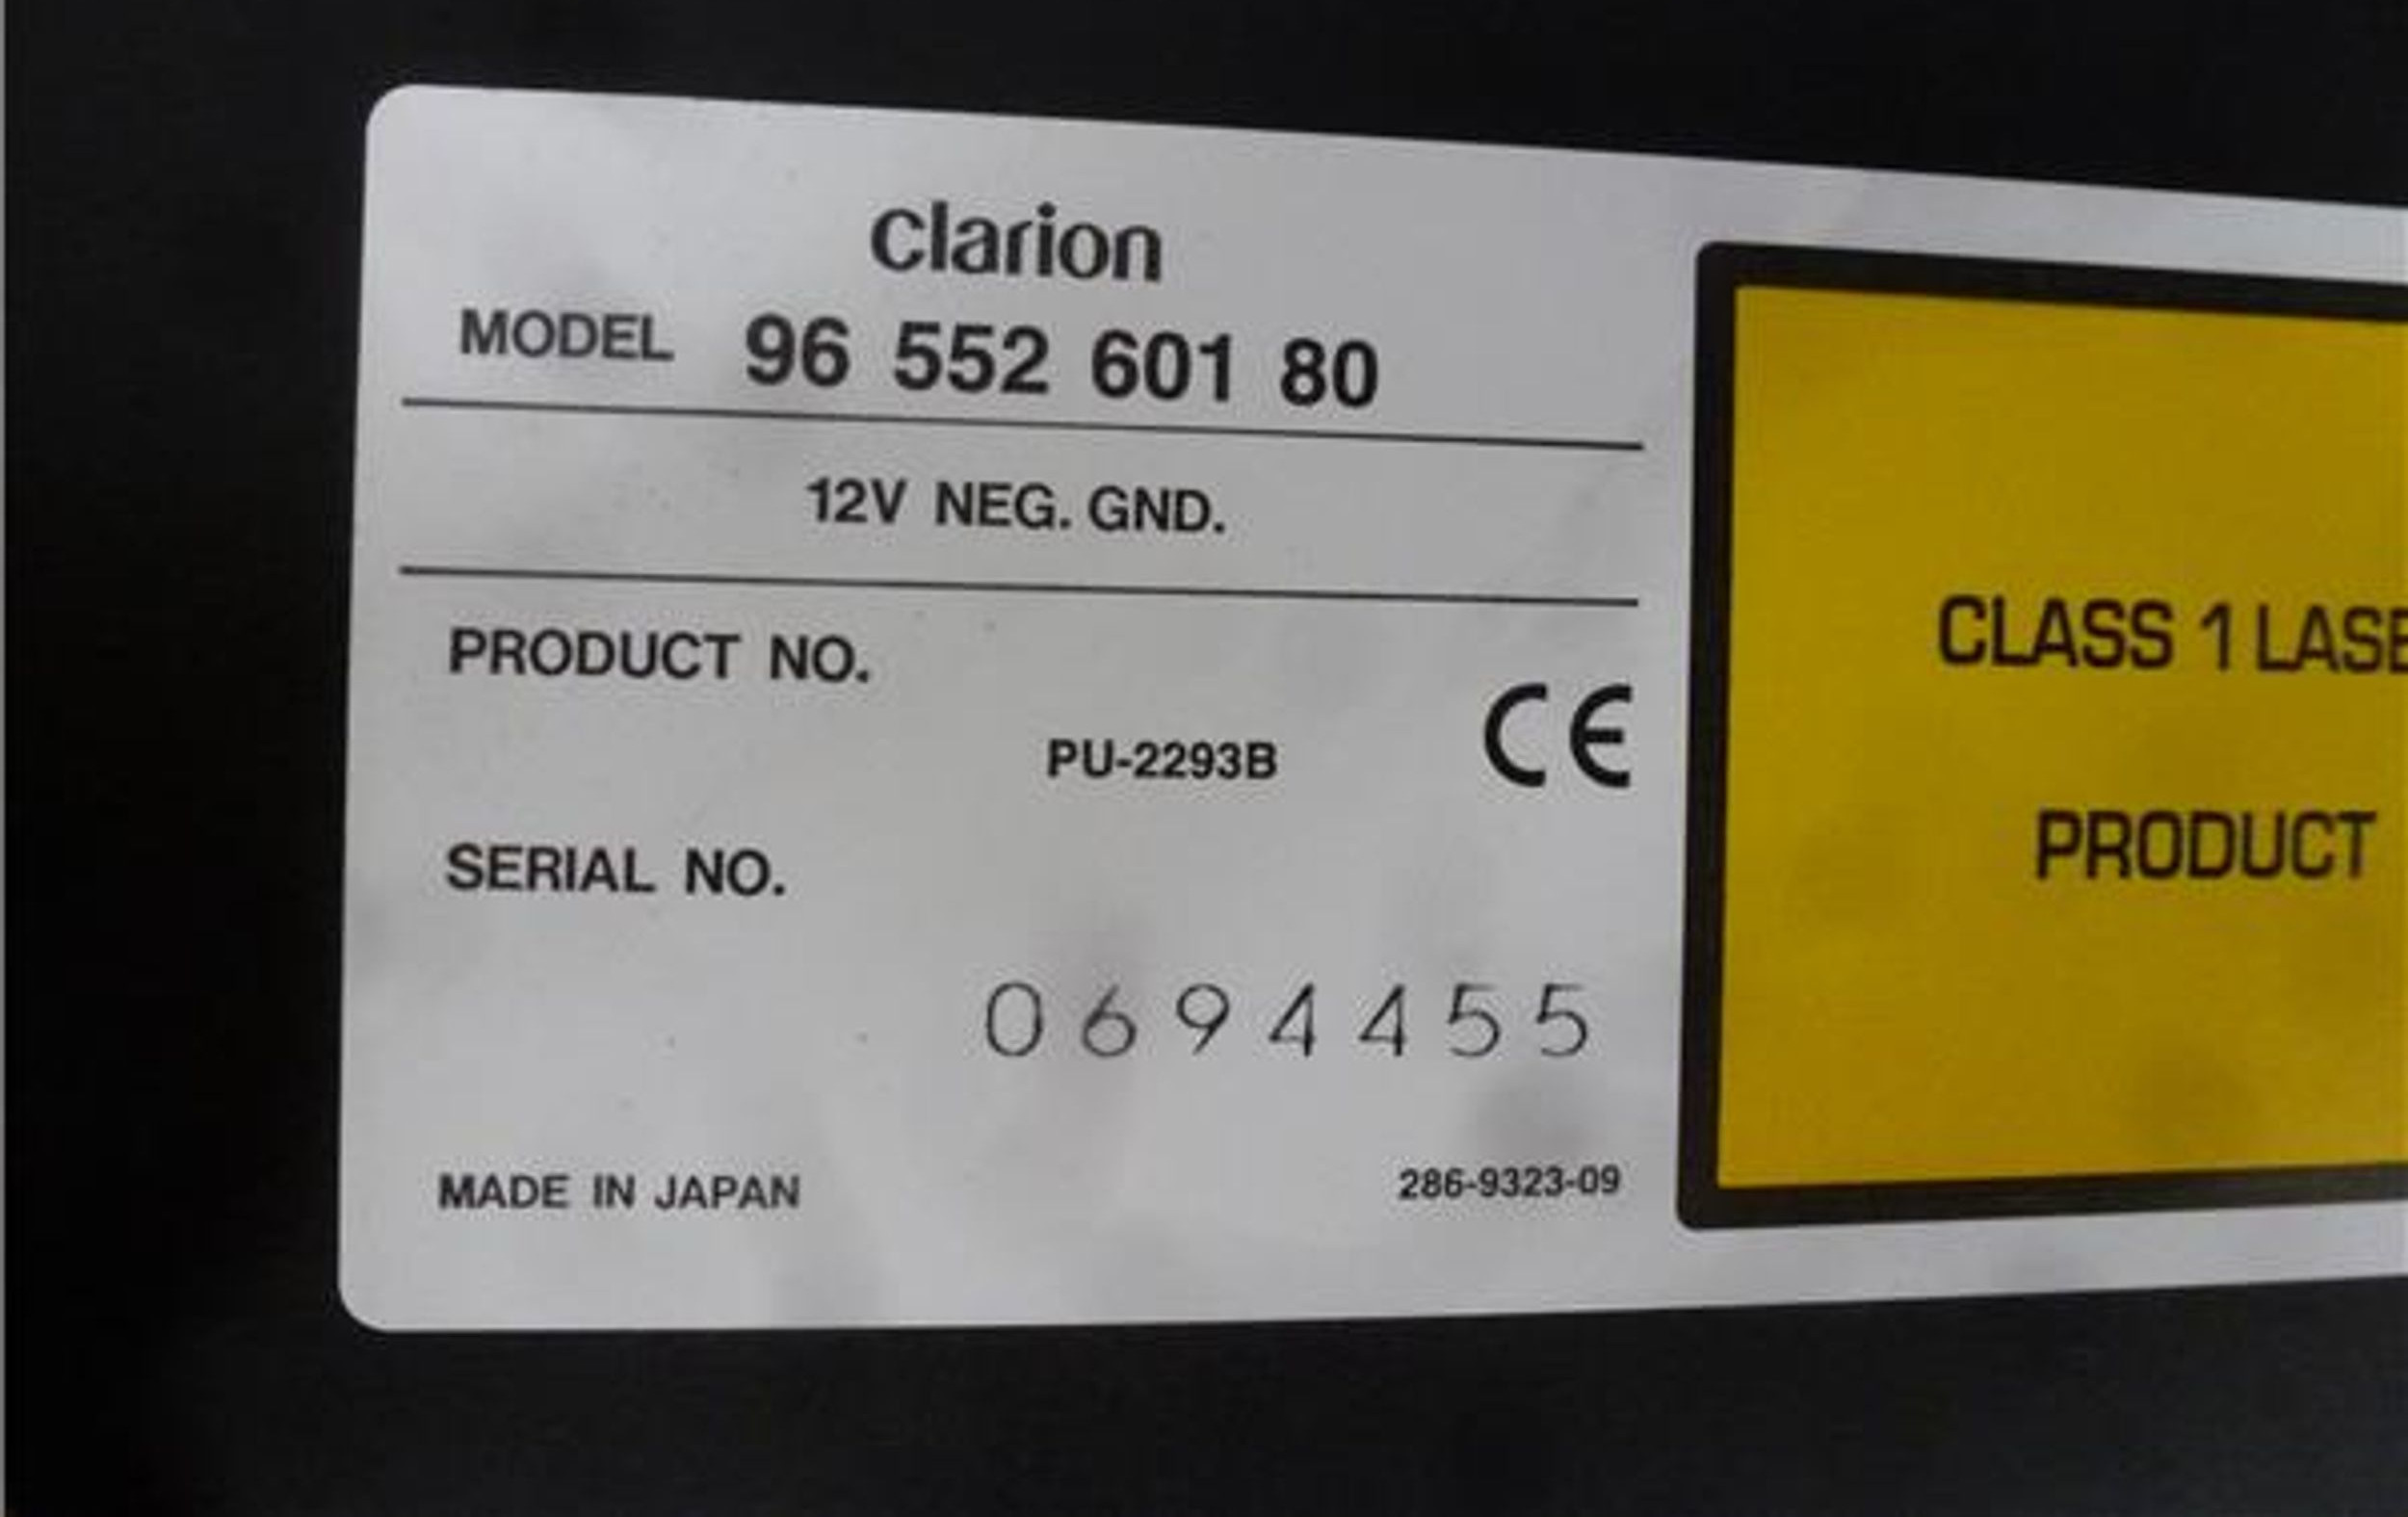 Clarion
MODEL 96 552 601 80
12V NEG. GND.
PRODUCT NO.
PU-2293B
CE
SERIAL NO.
0694455
MADE IN JAPAN
286-9323-09
CLASS 1 LASE
PRODUCT